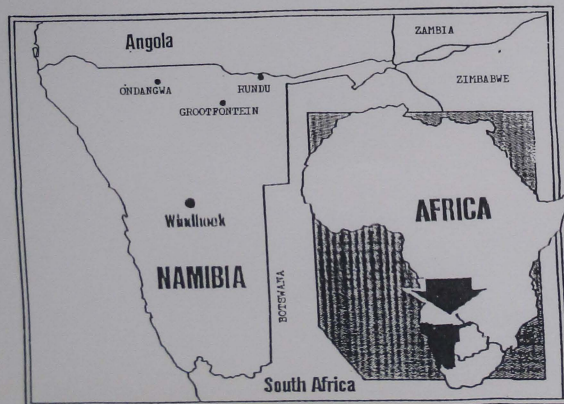 Angola
ZAMBIA
ZIMBABWE
ONDANGWA
RUNDU
GROOTFONTEIN
Windhoek
NAMIBIA
BOTSWANA
AFRICA
South Africa